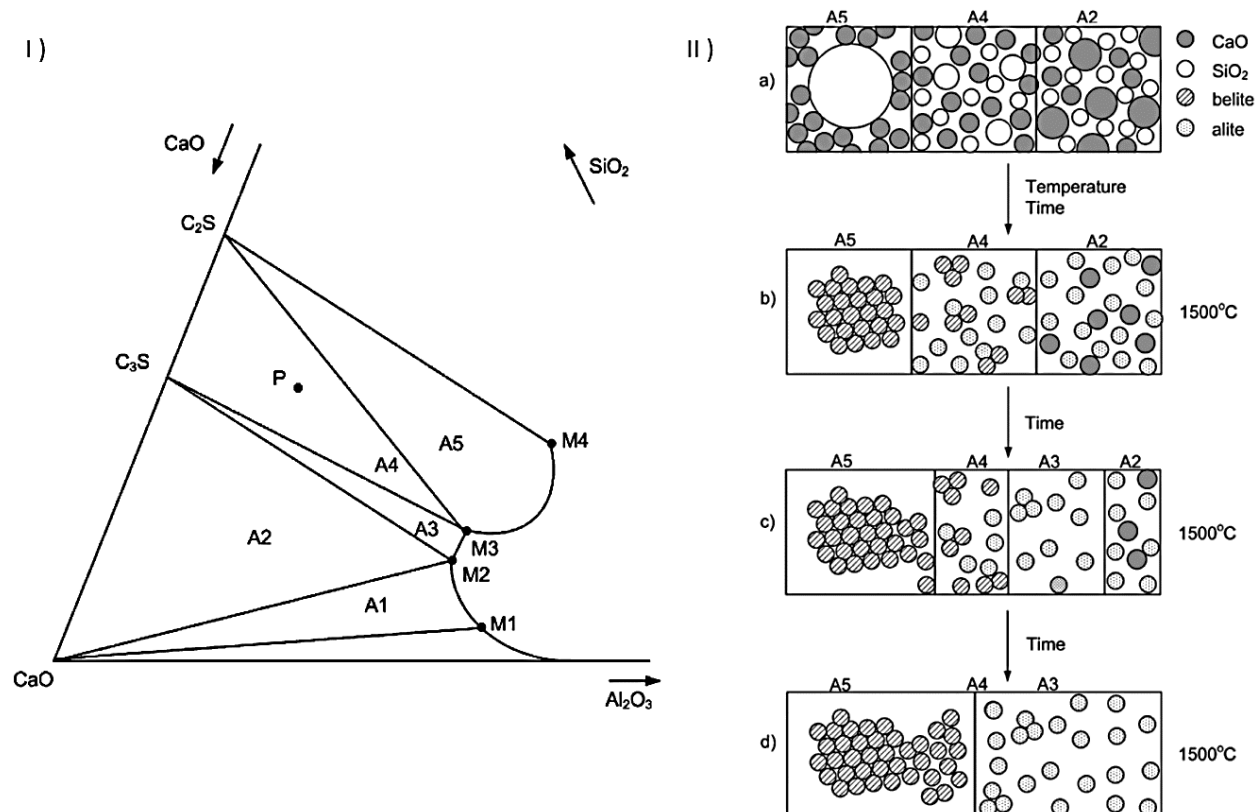 I )
CaO
SiO₂
C₂S
C₃S
P
A5
M4
A4
A3
M3
A2
M2
A1
M1
CaO
Al₂O₃
II )
A5 A4 A2
a)
CaO
SiO₂
belite
alite
Temperature
Time
A5 A4 A2
b)
1500°C
Time
A5 A4 A3 A2
c)
1500°C
Time
A5 A4 A3
d)
1500°C